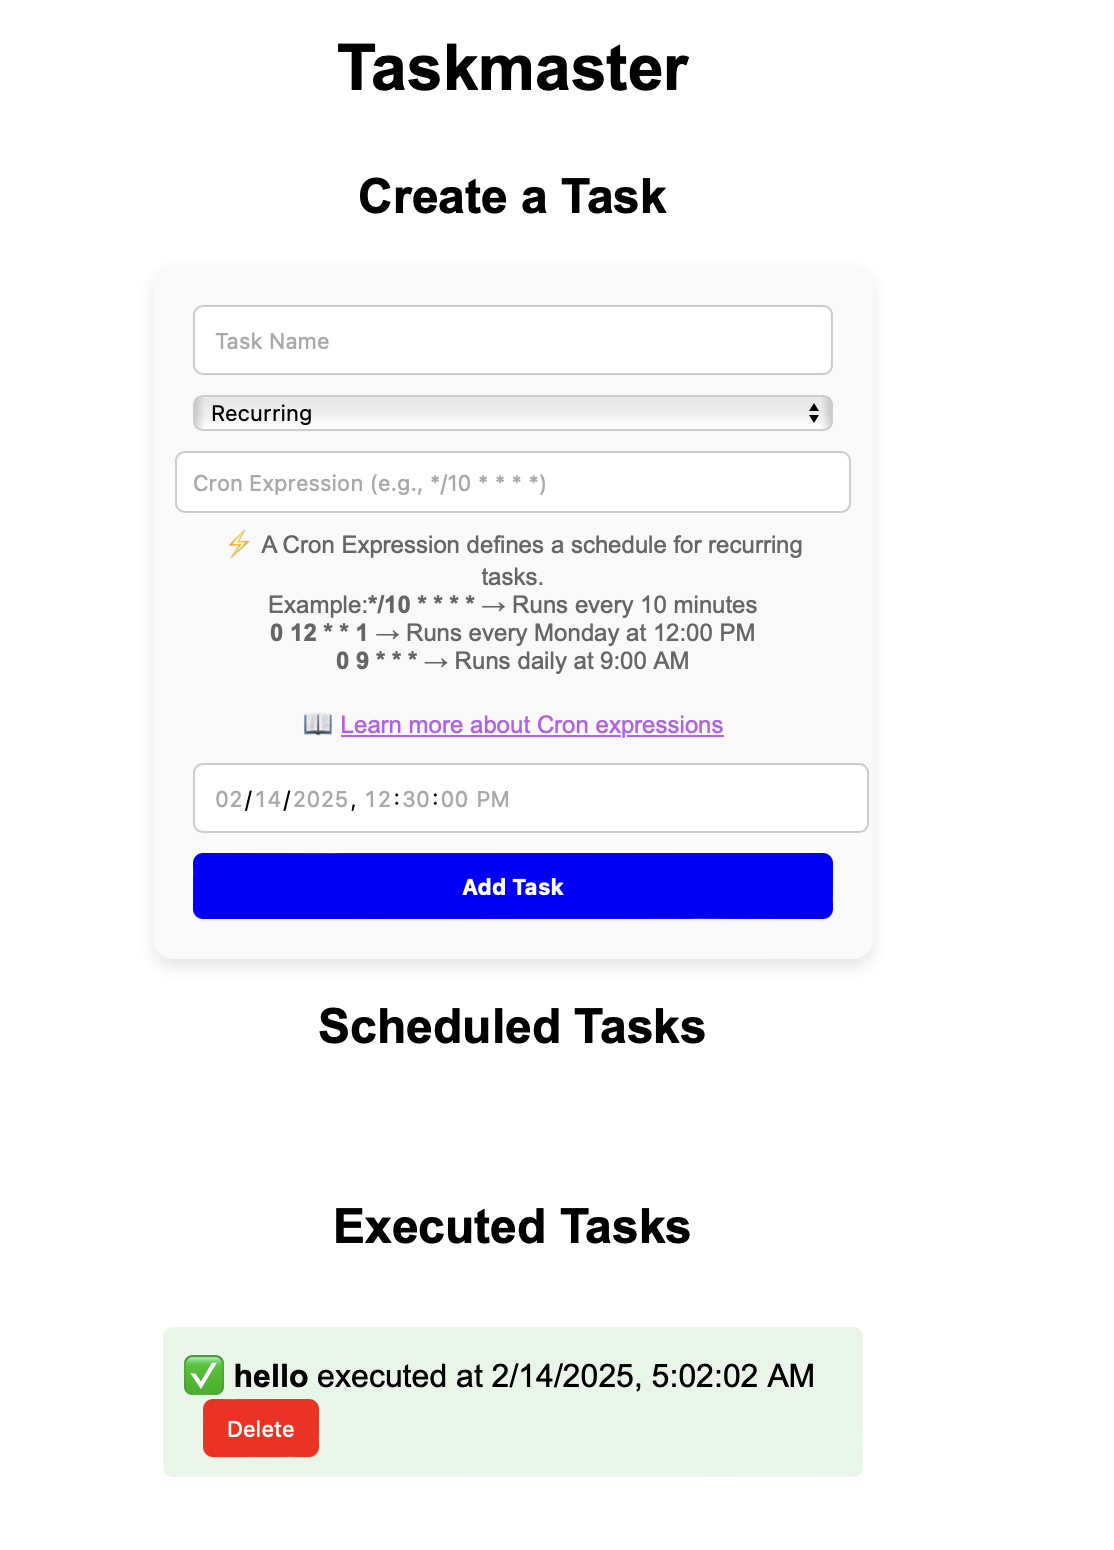 Taskmaster
Create a Task
Task Name
Recurring
Cron Expression (e.g., */10 * * * *)
⚡ A Cron Expression defines a schedule for recurring
tasks.
Example:*/10 * * * * → Runs every 10 minutes
0 12 * * 1 → Runs every Monday at 12:00 PM
0 9 * * * → Runs daily at 9:00 AM
📖 Learn more about Cron expressions
02/14/2025, 12:30:00 PM
Add Task
Scheduled Tasks
Executed Tasks
✅ hello executed at 2/14/2025, 5:02:02 AM
Delete